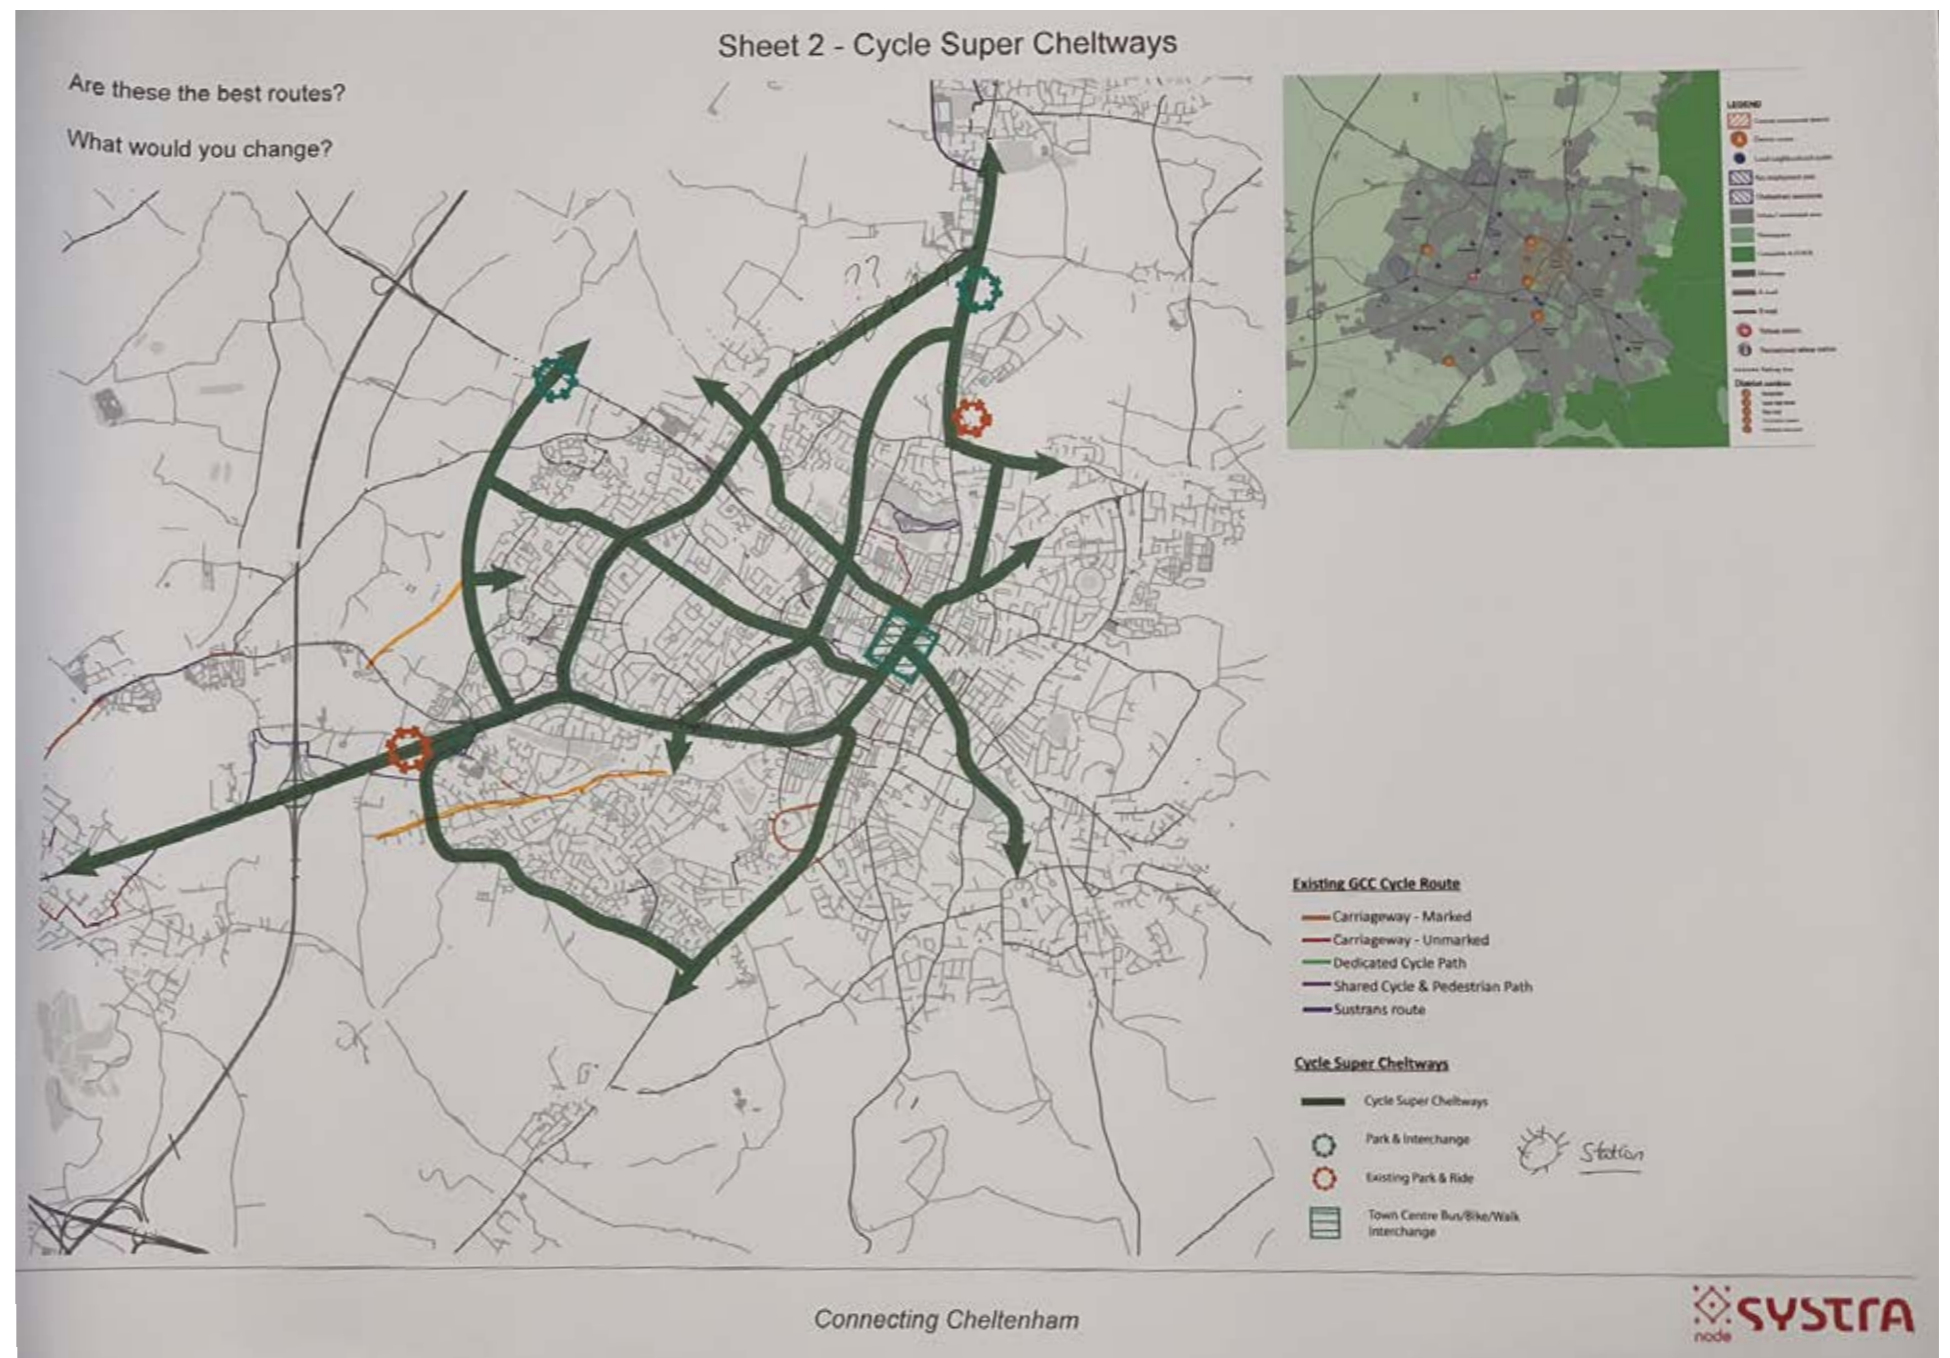 Sheet 2 - Cycle Super Cheltways
Are these the best routes?
What would you change?
??
LEGEND
Existing GCC Cycle Route
Carriageway - Marked
Carriageway - Unmarked
Dedicated Cycle Path
Shared Cycle & Pedestrian Path
Sustrans route
Cycle Super Cheltways
Cycle Super Cheltways
Park & Interchange
Station
Existing Park & Ride
Town Centre Bus/Bike/Walk
Interchange
Connecting Cheltenham
node
SYSTRA